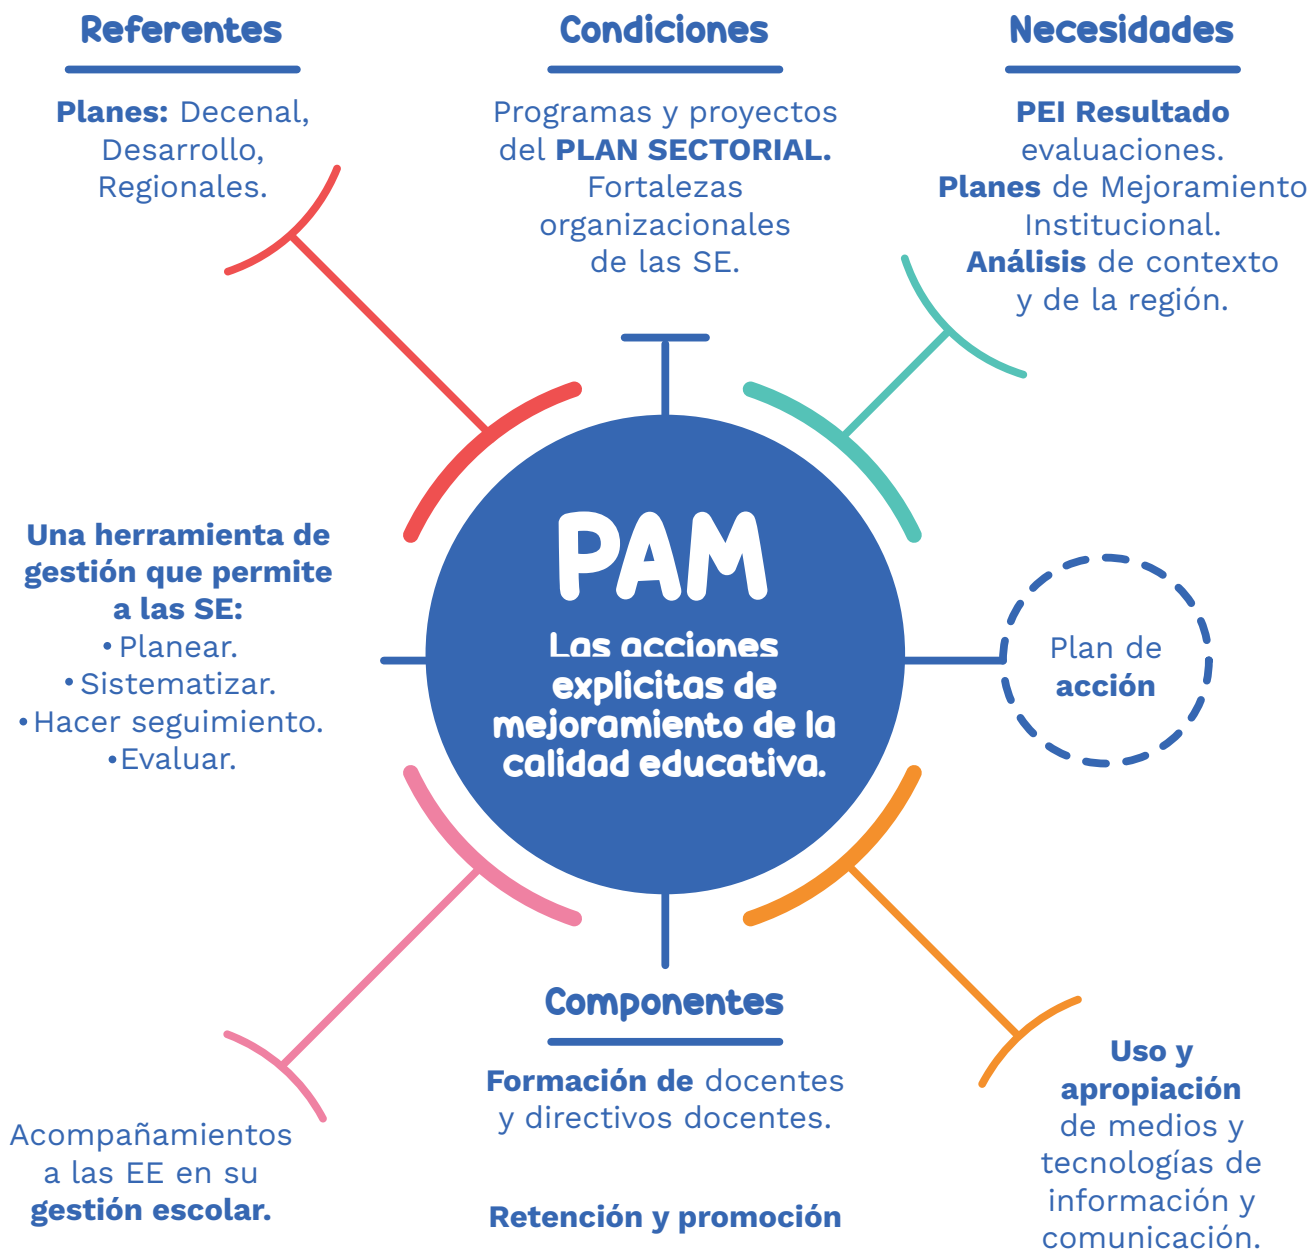 Referentes
Planes: Decenal,
Desarrollo,
Regionales.
Condiciones
Programas y proyectos
del PLAN SECTORIAL.
Fortalezas
organizacionales
de las SE.
Necesidades
PEI Resultado
evaluaciones.
Planes de Mejoramiento
Institucional.
Análisis de contexto
y de la región.
Una herramienta de
gestión que permite
a las SE:
• Planear.
• Sistematizar.
• Hacer seguimiento.
• Evaluar.
PAM
Las acciones
explicitas de
mejoramiento de la
calidad educativa.
Plan de
acción
Acompañamientos
a las EE en su
gestión escolar.
Componentes
Formación de docentes
y directivos docentes.
Retención y promoción
Uso y
apropiación
de medios y
tecnologías de
información y
comunicación.